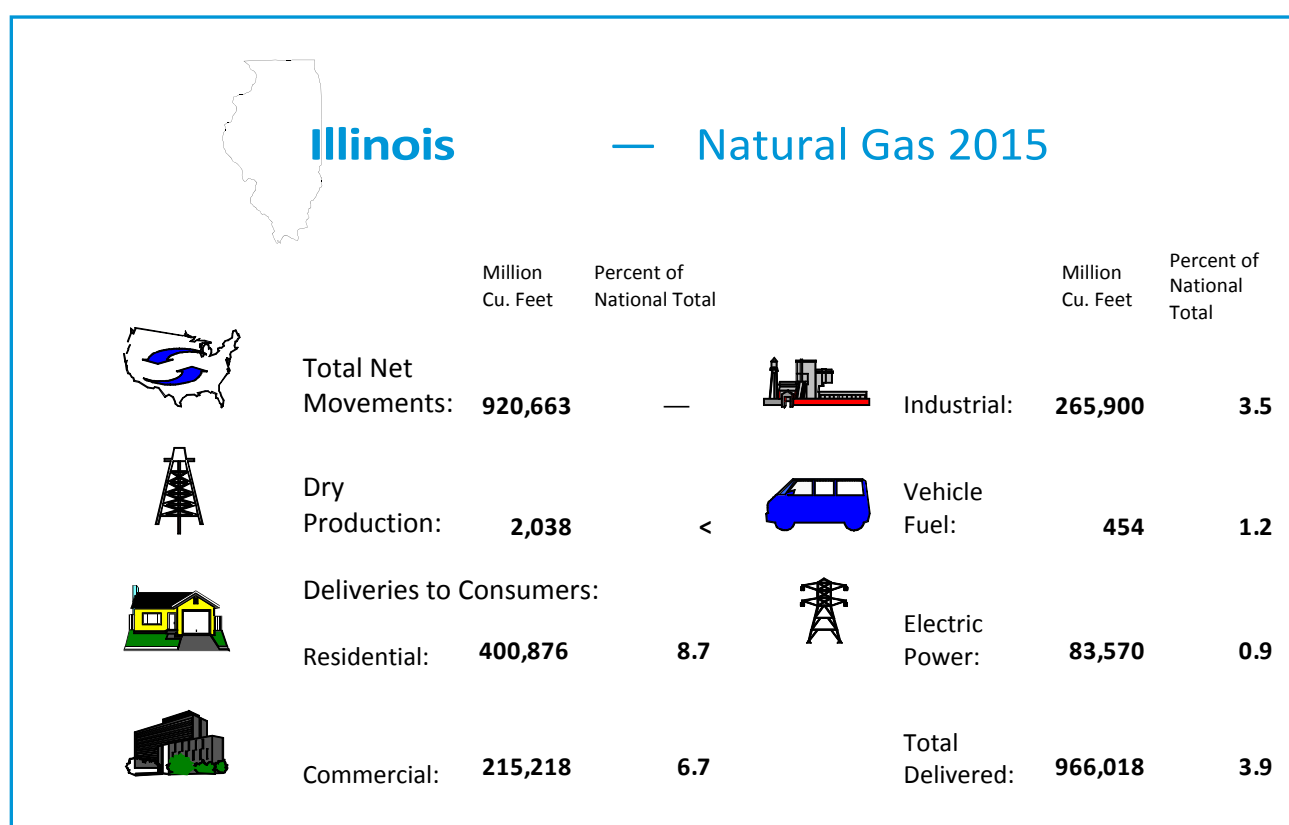 Illinois — Natural Gas 2015
Million
Cu. Feet
Percent of
National Total
Million
Cu. Feet
Percent of
National
Total
Total Net
Movements: 920,663 —
Industrial: 265,900 3.5
Dry
Production: 2,038 <
Vehicle
Fuel: 454 1.2
Deliveries to Consumers:
Residential: 400,876 8.7
Electric
Power: 83,570 0.9
Commercial: 215,218 6.7
Total
Delivered: 966,018 3.9